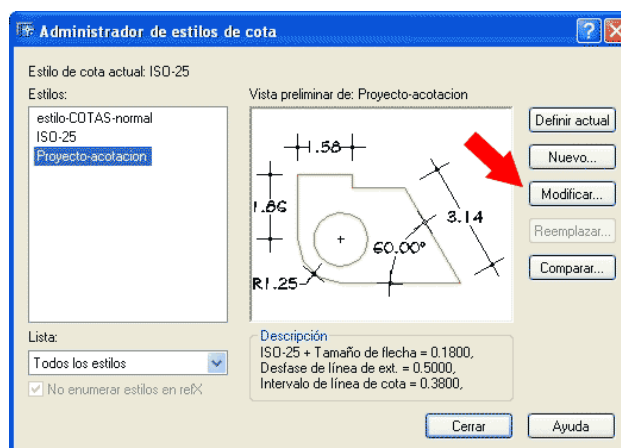 Administrador de estilos de cota
Estilo de cota actual: ISO-25
Estilos:
estilo-COTAS-normal
ISO-25
Proyecto-acotacion
Vista preliminar de: Proyecto-acotacion
1.58
1.86
3.14
60.00°
R1.25
Definir actual
Nuevo...
Modificar...
Reemplazar...
Comparar...
Lista:
Todos los estilos
No enumerar estilos en refX
Descripción
ISO-25 + Tamaño de flecha = 0.1800,
Desfase de línea de ext. = 0.5000,
Intervalo de línea de cota = 0.3800,
Cerrar
Ayuda